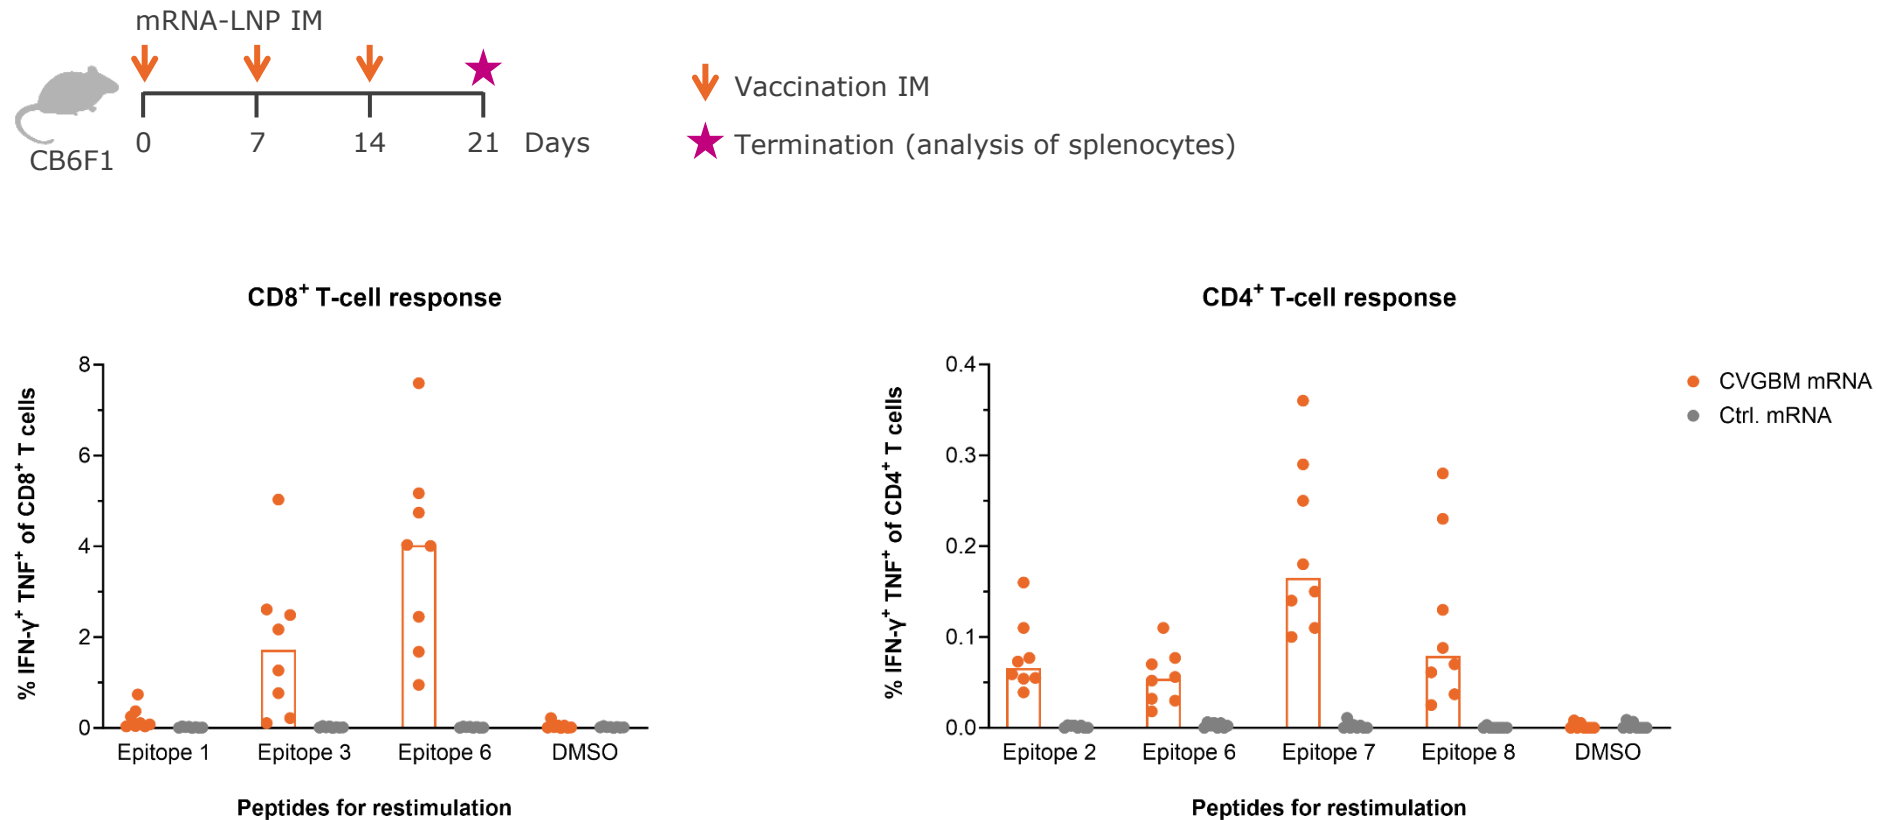 mRNA-LNP IM
CB6F1
0 7 14 21 Days
Vaccination IM
Termination (analysis of splenocytes)
CD8⁺ T-cell response
% IFN-γ⁺ TNF⁺ of CD8⁺ T cells
8
6
4
2
0
Epitope 1 Epitope 3 Epitope 6 DMSO
Peptides for restimulation
CD4⁺ T-cell response
% IFN-γ⁺ TNF⁺ of CD4⁺ T cells
0.4
0.3
0.2
0.1
0.0
Epitope 2 Epitope 6 Epitope 7 Epitope 8 DMSO
Peptides for restimulation
CVGBM mRNA
Ctrl. mRNA